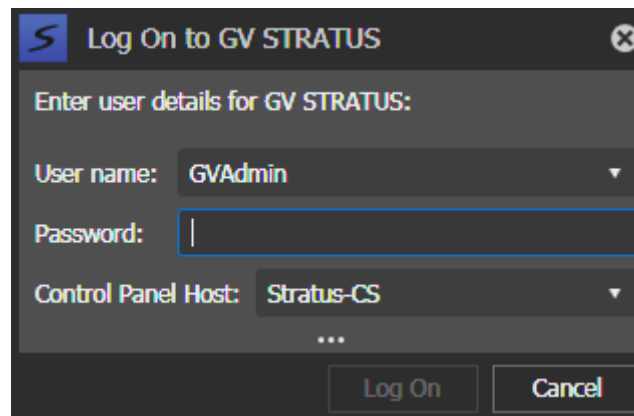 Log On to GV STRATUS
Enter user details for GV STRATUS:
User name: GVAdmin
Password:
Control Panel Host: Stratus-CS
...
Log On Cancel